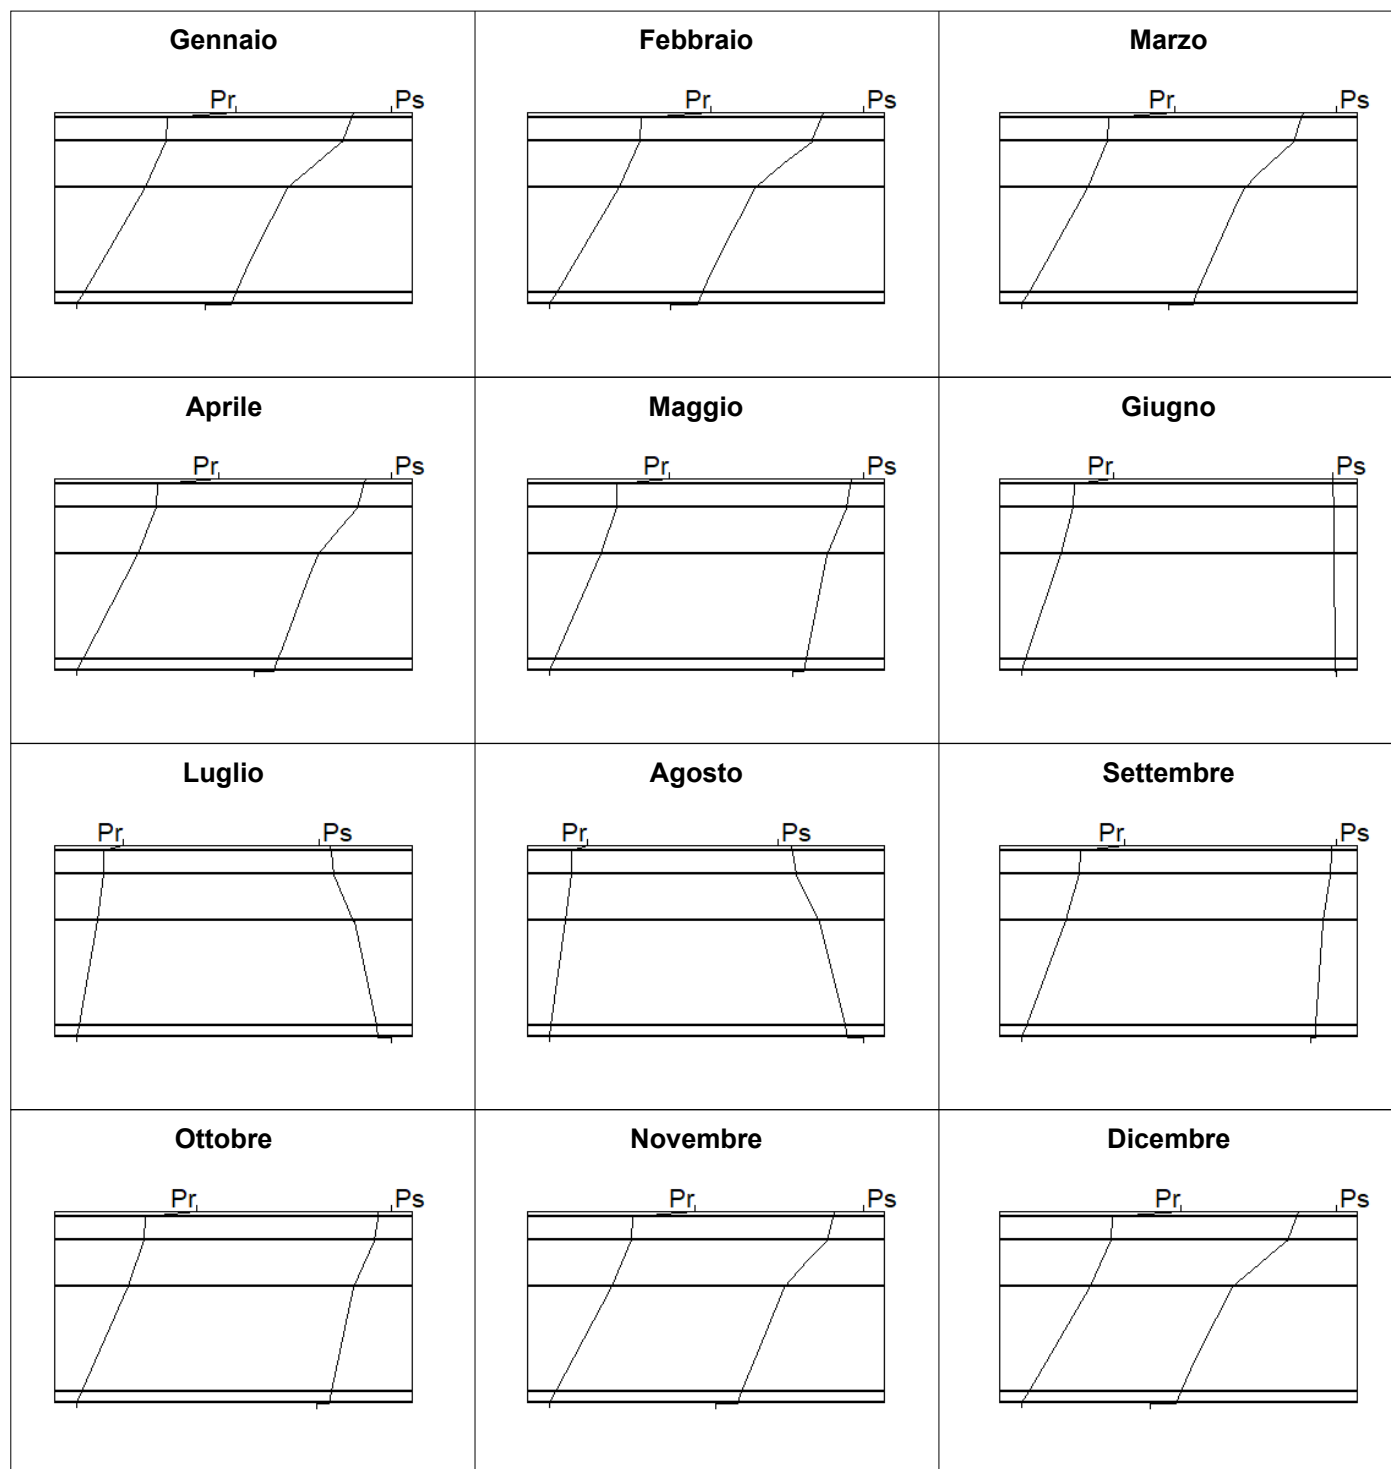 Gennaio Febbraio Marzo
Pr Ps Pr Ps Pr Ps
Aprile Maggio Giugno
Pr Ps Pr Ps Pr Ps
Luglio Agosto Settembre
Pr Ps Pr Ps Pr Ps
Ottobre Novembre Dicembre
Pr Ps Pr Ps Pr Ps